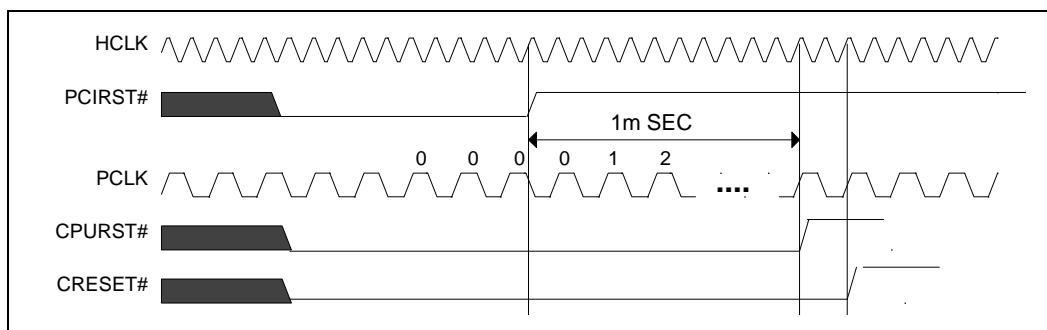 HCLK
PCIRST#
1m SEC
0 0 0 0 1 2
PCLK
....
CPURST#
CRESET#